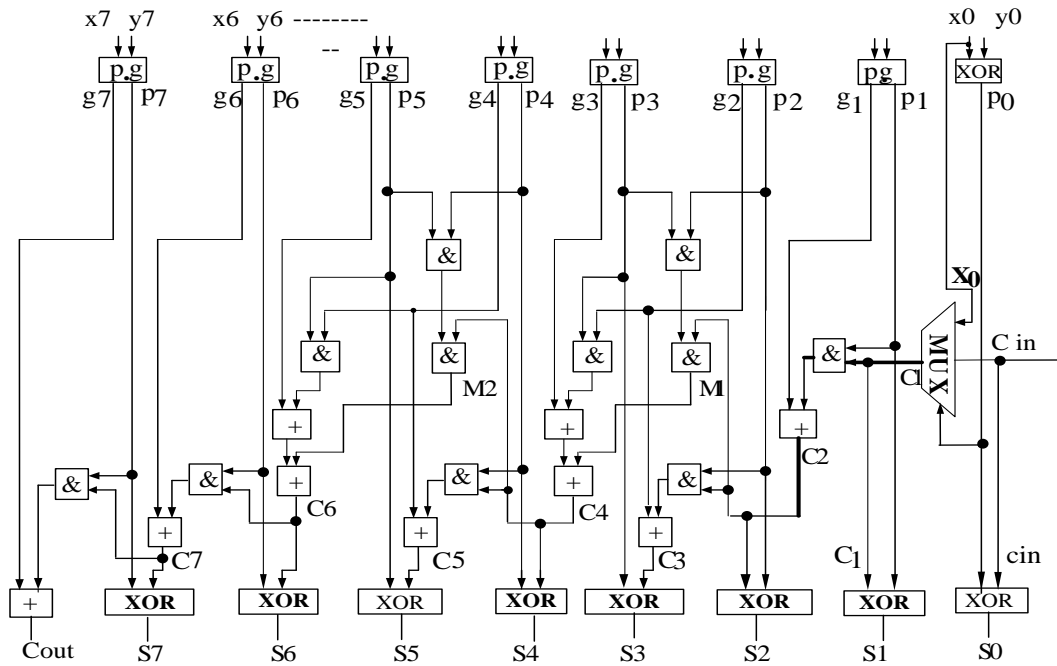 x7 y7 x6 y6 -------- x0 y0
--
p.g p.g p.g p.g p.g p.g p.g XOR
g7 p7 g6 p6 g5 p5 g4 p4 g3 p3 g2 p2 g1 p1 p0
& &
X0
& & & & & MUX C in
M2 M1 C1
+ + +
C2
& & + & + &
C6 C4
+ + +
C7 C5 C3 C1 cin
+ XOR XOR XOR XOR XOR XOR XOR XOR
Cout S7 S6 S5 S4 S3 S2 S1 S0